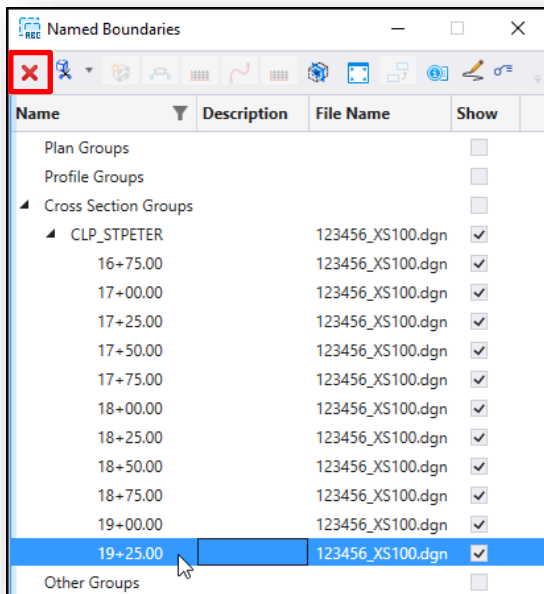 Named Boundaries
Name Description File Name Show
Plan Groups
Profile Groups
Cross Section Groups
CLP_STPETER 123456_XS100.dgn
16+75.00 123456_XS100.dgn
17+00.00 123456_XS100.dgn
17+25.00 123456_XS100.dgn
17+50.00 123456_XS100.dgn
17+75.00 123456_XS100.dgn
18+00.00 123456_XS100.dgn
18+25.00 123456_XS100.dgn
18+50.00 123456_XS100.dgn
18+75.00 123456_XS100.dgn
19+00.00 123456_XS100.dgn
19+25.00 123456_XS100.dgn
Other Groups